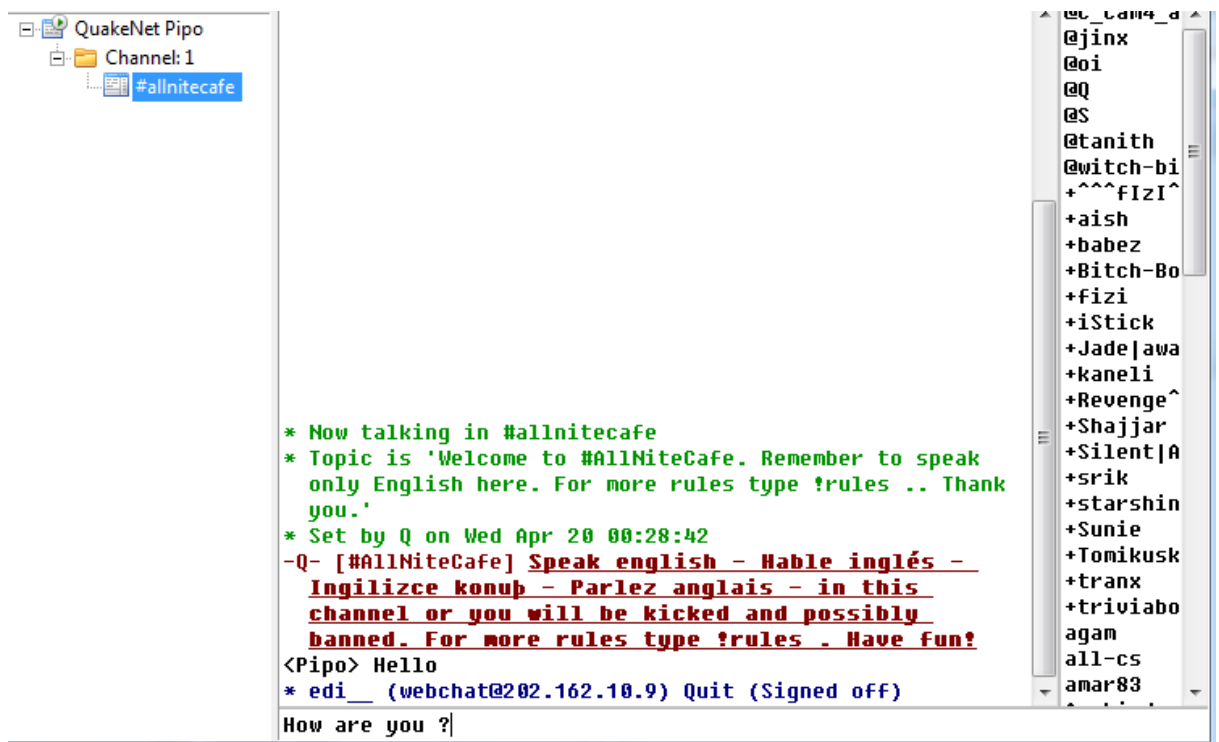 QuakeNet Pipo
Channel: 1
#allnitecafe
* Now talking in #allnitecafe
* Topic is 'Welcome to #AllNiteCafe. Remember to speak
only English here. For more rules type !rules .. Thank
you.'
* Set by Q on Wed Apr 20 00:28:42
-Q- [#AllNiteCafe] Speak english - Hable inglés -
Ingilizce konuþ - Parlez anglais - in this
channel or you will be kicked and possibly
banned. For more rules type !rules . Have fun!
<Pipo> Hello
* edi__ (webchat@202.162.10.9) Quit (Signed off)
How are you ?
@jinx
@oi
@Q
@S
@tanith
@witch-bi
+^^^fIzI^
+aish
+babez
+Bitch-Bo
+fizi
+iStick
+Jade|awa
+kaneli
+Revenge^
+Shajjar
+Silent|A
+srik
+starshin
+Sunie
+Tomikusk
+tranx
+triviabo
agam
all-cs
amar83